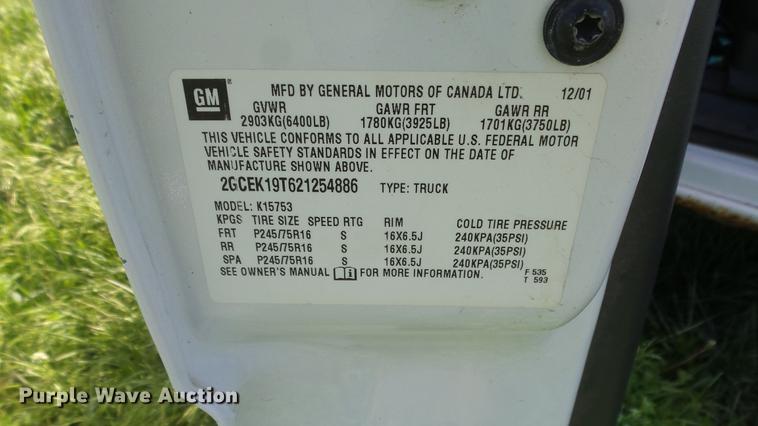 GM
MFD BY GENERAL MOTORS OF CANADA LTD. 12/01
GVWR GAWR FRT GAWR RR
2903KG(6400LB) 1780KG(3925LB) 1701KG(3750LB)
THIS VEHICLE CONFORMS TO ALL APPLICABLE U.S. FEDERAL MOTOR
VEHICLE SAFETY STANDARDS IN EFFECT ON THE DATE OF
MANUFACTURE SHOWN ABOVE.
2GCEK19T621254886 TYPE: TRUCK
MODEL: K15753
KPGS TIRE SIZE SPEED RTG RIM COLD TIRE PRESSURE
FRT P245/75R16 S 16X6.5J 240KPA(35PSI)
RR P245/75R16 S 16X6.5J 240KPA(35PSI)
SPA P245/75R16 S 16X6.5J 240KPA(35PSI)
SEE OWNER'S MANUAL FOR MORE INFORMATION. F 535
T 593
Purple Wave Auction